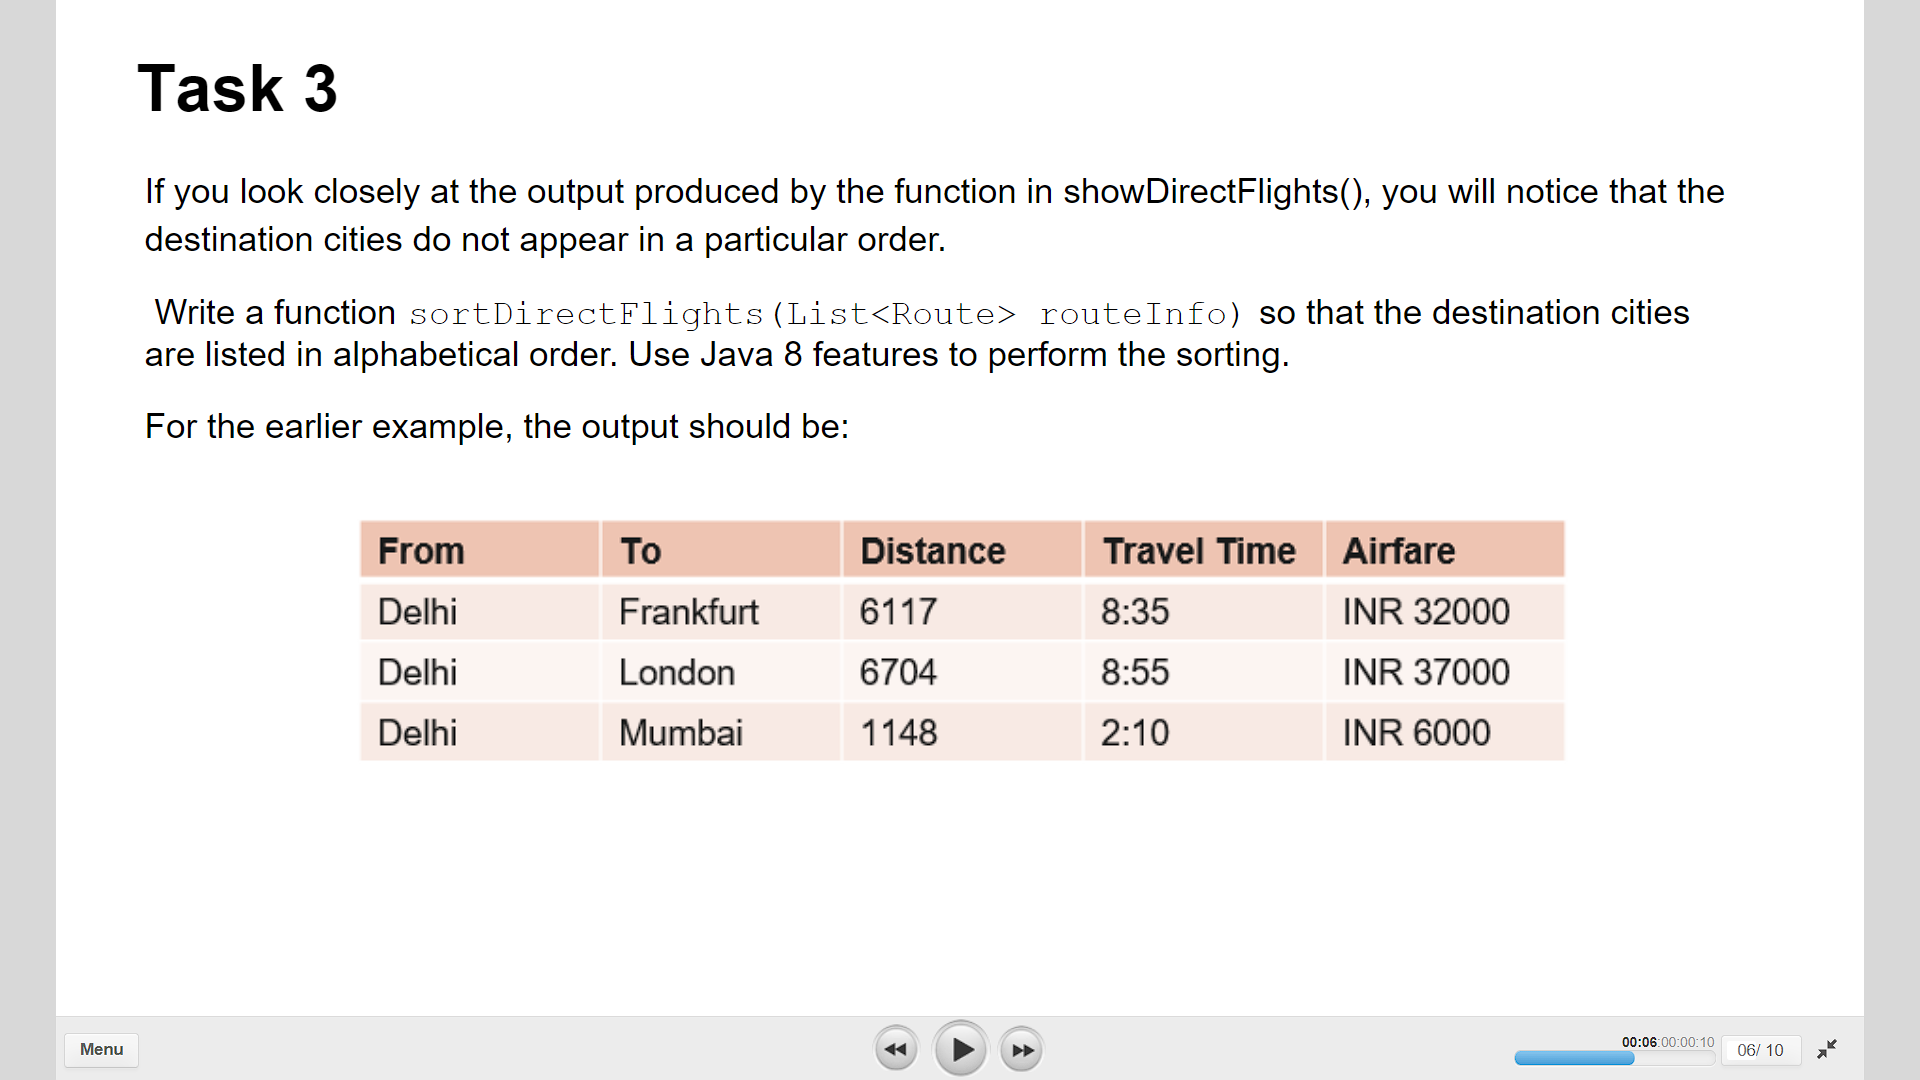 Task 3
If you look closely at the output produced by the function in showDirectFlights(), you will notice that the
destination cities do not appear in a particular order.
Write a function sortDirectFlights(List<Route> routeInfo) so that the destination cities
are listed in alphabetical order. Use Java 8 features to perform the sorting.
For the earlier example, the output should be:
From To Distance Travel Time Airfare
Delhi Frankfurt 6117 8:35 INR 32000
Delhi London 6704 8:55 INR 37000
Delhi Mumbai 1148 2:10 INR 6000
Menu
00:06:00:00:10
06/ 10